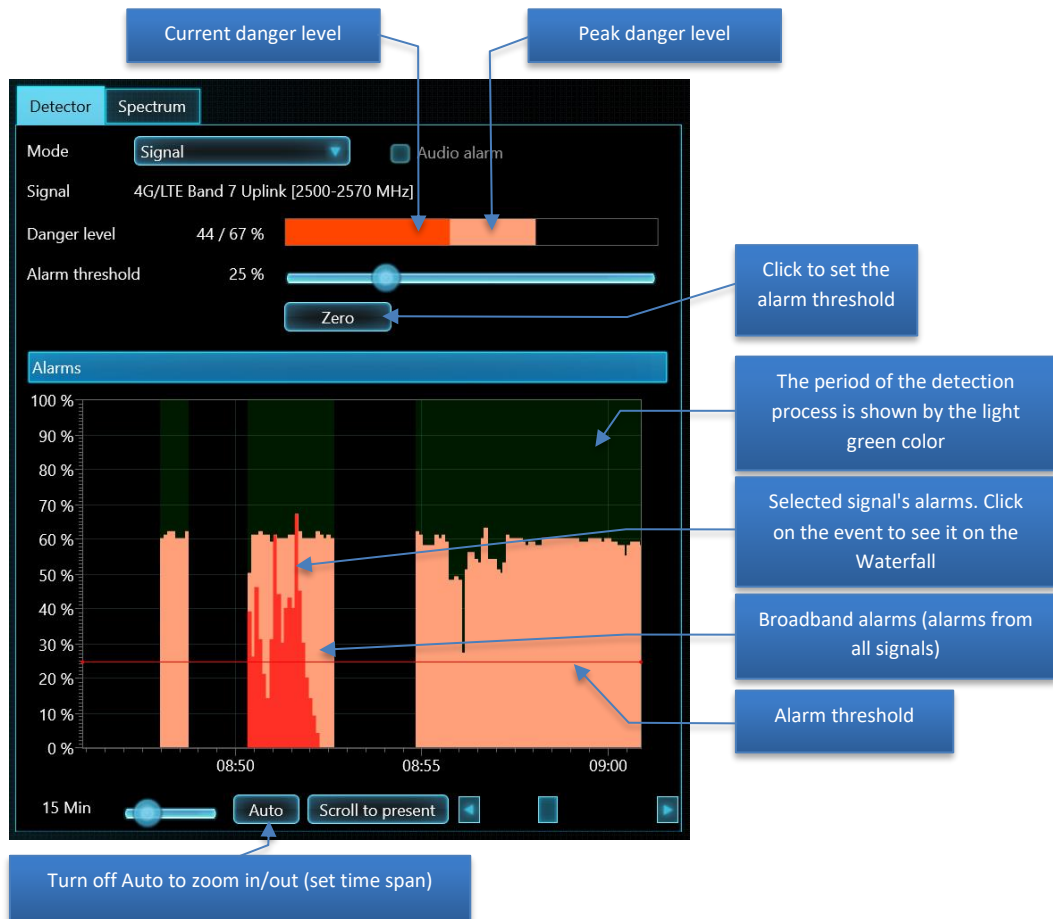 Current danger level
Peak danger level
Detector
Spectrum
Mode
Signal
Audio alarm
Signal
4G/LTE Band 7 Uplink [2500-2570 MHz]
Danger level
44 / 67 %
Alarm threshold
25 %
Zero
Click to set the
alarm threshold
Alarms
100 %
90 %
80 %
70 %
60 %
50 %
40 %
30 %
20 %
10 %
0 %
08:50
08:55
09:00
The period of the detection
process is shown by the light
green color
Selected signal's alarms. Click
on the event to see it on the
Waterfall
Broadband alarms (alarms from
all signals)
Alarm threshold
15 Min
Auto
Scroll to present
Turn off Auto to zoom in/out (set time span)